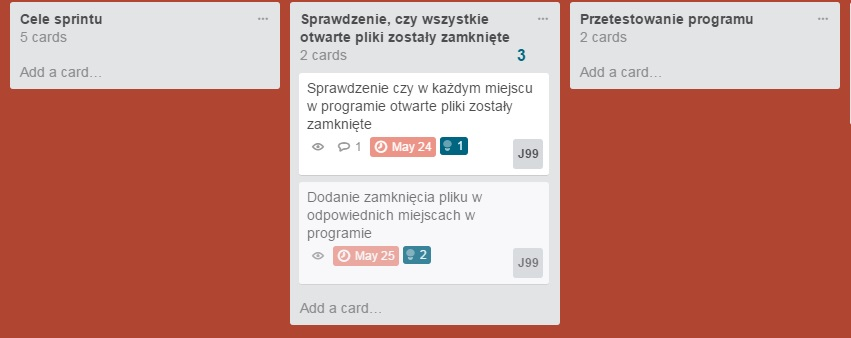 Cele sprintu
5 cards
Add a card...
Sprawdzenie, czy wszystkie
otwarte pliki zostały zamknięte
2 cards
3
Sprawdzenie czy w każdym miejscu
w programie otwarte pliki zostały
zamknięte
1 May 24 1
J99
Dodanie zamknięcia pliku w
odpowiednich miejscach w
programie
May 25 2
J99
Add a card...
Przetestowanie programu
2 cards
Add a card...